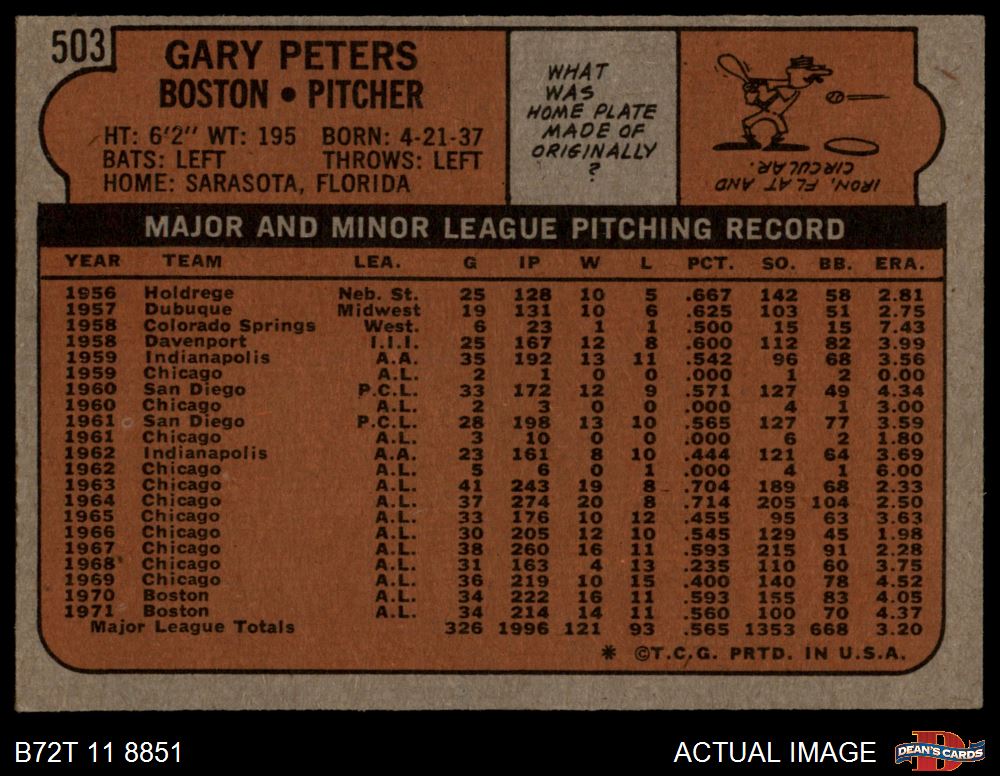 503
GARY PETERS
BOSTON • PITCHER
HT: 6'2" WT: 195 BORN: 4-21-37
BATS: LEFT THROWS: LEFT
HOME: SARASOTA, FLORIDA
WHAT
WAS
HOME PLATE
MADE OF
ORIGINALLY
?
IRON, FLAT AND
CIRCULAR.
MAJOR AND MINOR LEAGUE PITCHING RECORD
YEAR TEAM LEA. G IP W L PCT. SO. BB. ERA.
1956 Holdrege Neb. St. 25 128 10 5 .667 142 58 2.81
1957 Dubuque Midwest 19 131 10 6 .625 103 51 2.75
1958 Colorado Springs West. 6 23 1 1 .500 15 15 7.43
1958 Davenport I.I.I. 25 167 12 8 .600 112 82 3.99
1959 Indianapolis A.A. 35 192 13 11 .542 96 68 3.56
1959 Chicago A.L. 2 1 0 0 .000 1 2 0.00
1960 San Diego P.C.L. 33 172 12 9 .571 127 49 4.34
1960 Chicago A.L. 2 3 0 0 .000 4 1 3.00
1961 San Diego P.C.L. 28 198 13 10 .565 127 77 3.59
1961 Chicago A.L. 3 10 0 0 .000 6 2 1.80
1962 Indianapolis A.A. 23 161 8 10 .444 121 64 3.69
1962 Chicago A.L. 5 6 0 1 .000 4 1 6.00
1963 Chicago A.L. 41 243 19 8 .704 189 68 2.33
1964 Chicago A.L. 37 274 20 8 .714 205 104 2.50
1965 Chicago A.L. 33 176 10 12 .455 95 63 3.63
1966 Chicago A.L. 30 205 12 10 .545 129 45 1.98
1967 Chicago A.L. 38 260 16 11 .593 215 91 2.28
1968 Chicago A.L. 31 163 4 13 .235 110 60 3.75
1969 Chicago A.L. 36 219 10 15 .400 140 78 4.52
1970 Boston A.L. 34 222 16 11 .593 155 83 4.05
1971 Boston A.L. 34 214 14 11 .560 100 70 4.37
Major League Totals 326 1996 121 93 .565 1353 668 3.20
* ©T.C.G. PRTD. IN U.S.A.
B72T 11 8851
ACTUAL IMAGE
D
DEAN'S CARDS